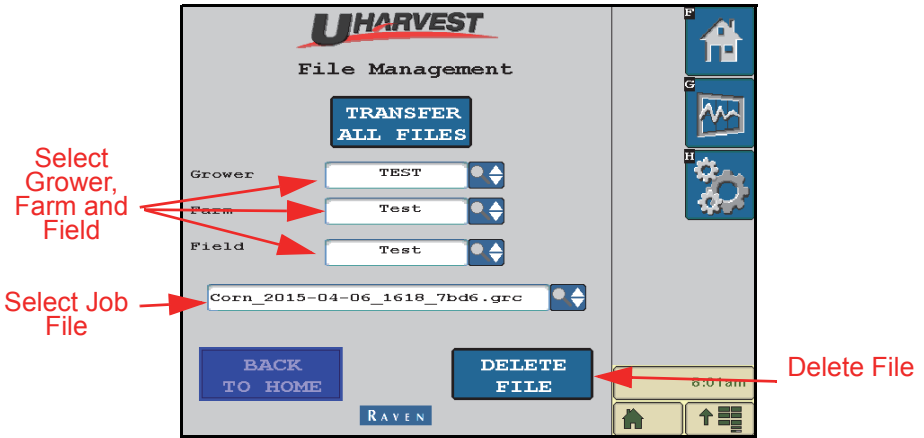 UHARVEST
File Management
TRANSFER
ALL FILES
Select
Grower,
Farm and
Field
Grower
TEST
Farm
Test
Field
Test
Select Job
File
Corn_2015-04-06_1618_7bd6.grc
BACK
TO HOME
DELETE
FILE
Delete File
RAVEN
F
G
H
8:01am